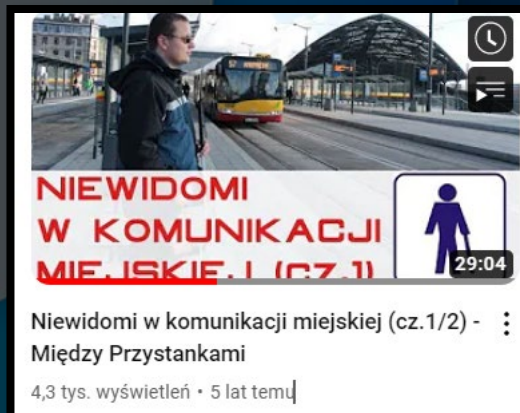 NIEWIDOMI
W KOMUNIKACJI
MIEJSKIEJ (CZ.1)
29:04
Niewidomi w komunikacji miejskiej (cz.1/2) -
Między Przystankami
4,3 tys. wyświetleń • 5 lat temu